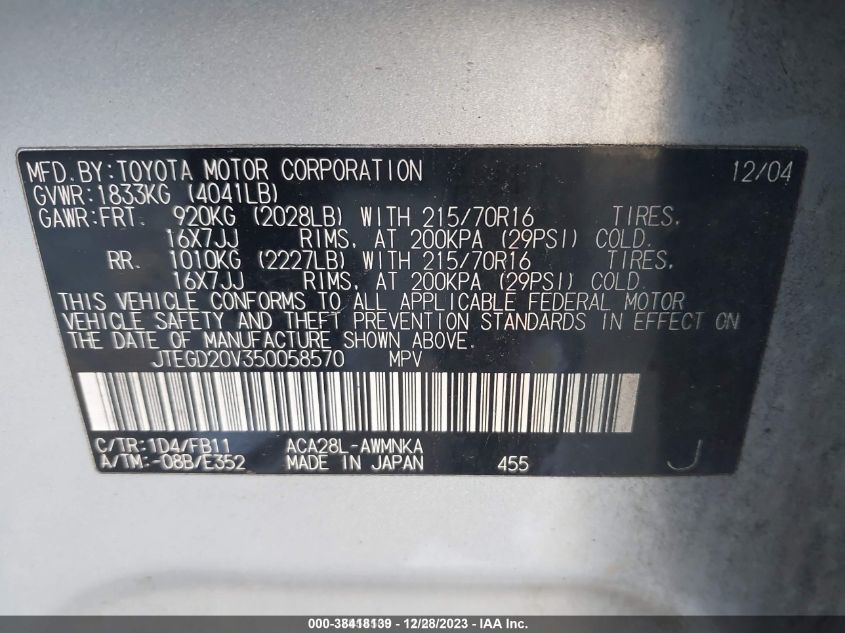 MFD.BY:TOYOTA MOTOR CORPORATION 12/04
GVWR:1833KG (4041LB)
GAWR:FRT. 920KG (2028LB) WITH 215/70R16 TIRES,
16X7JJ RIMS, AT 200KPA (29PSI) COLD.
RR. 1010KG (2227LB) WITH 215/70R16 TIRES,
16X7JJ RIMS, AT 200KPA (29PSI) COLD.
THIS VEHICLE CONFORMS TO ALL APPLICABLE FEDERAL MOTOR
VEHICLE SAFETY AND THEFT PREVENTION STANDARDS IN EFFECT ON
THE DATE OF MANUFACTURE SHOWN ABOVE.
JTEGD20V350058570 MPV
C/TR:1D4/FB11 ACA28L-AWMNKA
A/TM:-08B/E352 MADE IN JAPAN 455 J
000-38418139 - 12/28/2023 - IAA Inc.